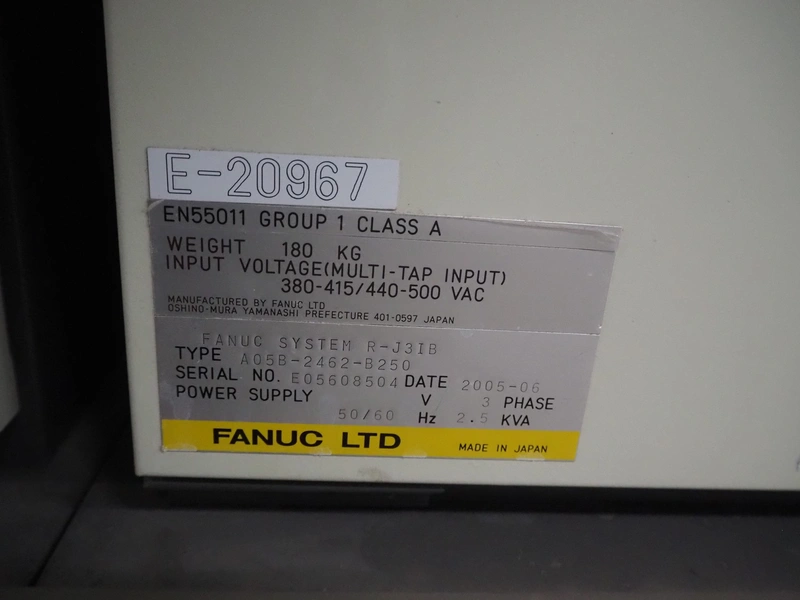 E-20967
EN55011 GROUP 1 CLASS A
WEIGHT 180 KG
INPUT VOLTAGE(MULTI-TAP INPUT)
380-415/440-500 VAC
MANUFACTURED BY FANUC LTD
OSHINO-MURA YAMANASHI PREFECTURE 401-0597 JAPAN
FANUC SYSTEM R-J3IB
TYPE A05B-2462-B250
SERIAL NO. E05608504 DATE 2005-06
POWER SUPPLY V 3 PHASE
50/60 Hz 2.5 KVA
FANUC LTD MADE IN JAPAN